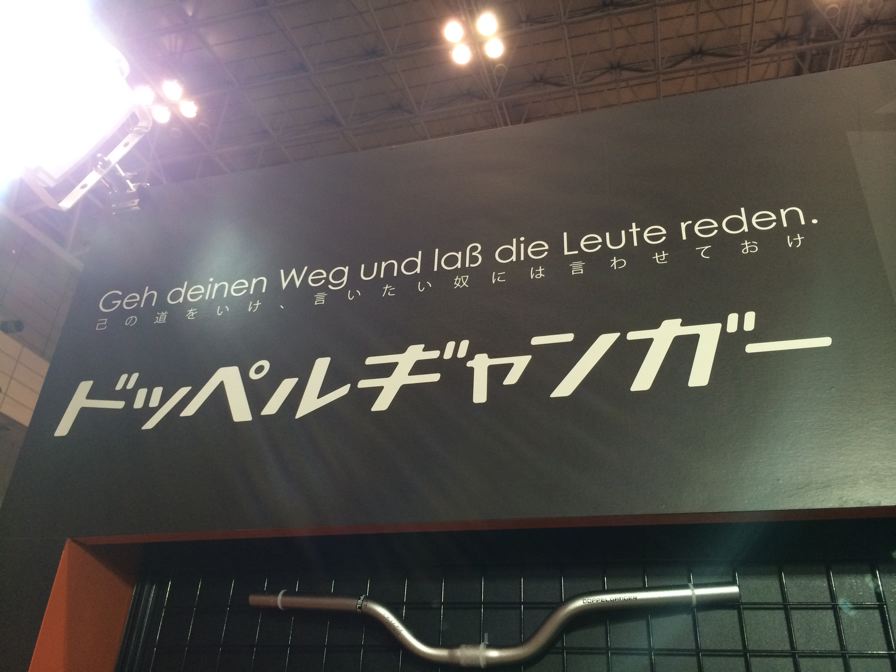 Geh deinen Weg und laß die Leute reden.
己の道をいけ、言いたい奴には言わせておけ
ドッペルギャンガー
DOPPELGANGER